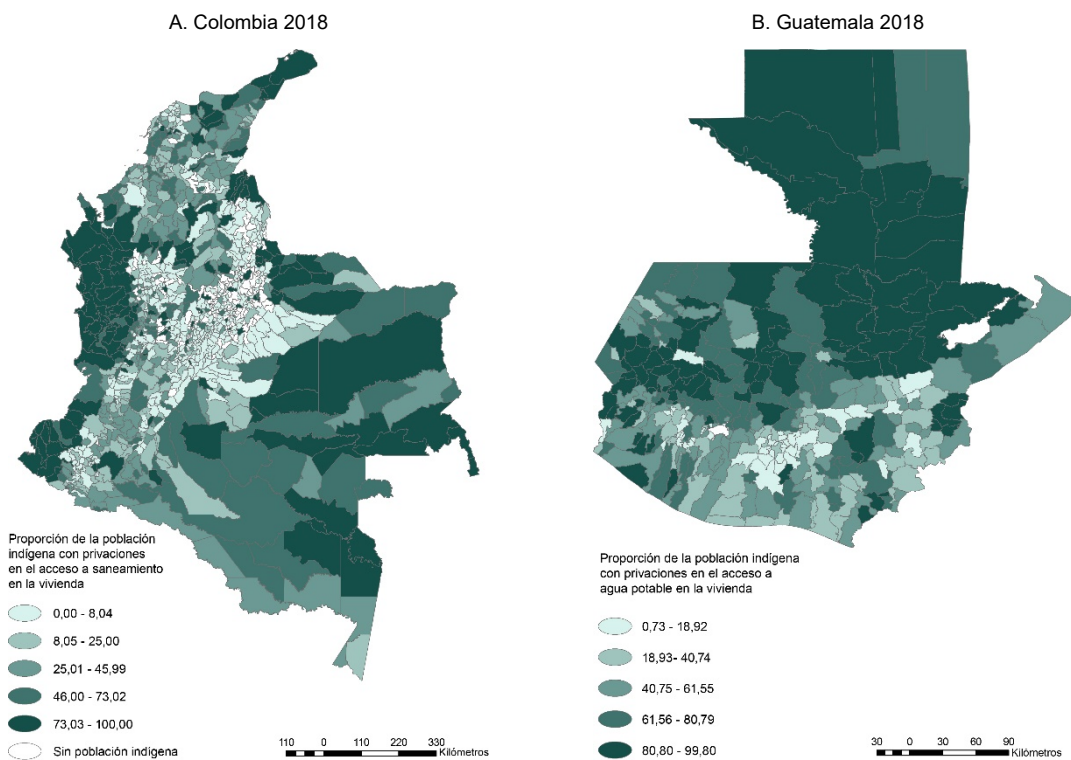 A. Colombia 2018
Proporción de la población
indígena con privaciones
en el acceso a saneamiento
en la vivienda
0,00 - 8,04
8,05 - 25,00
25,01 - 45,99
46,00 - 73,02
73,03 - 100,00
Sin población indígena
110 0 110 220 330
Kilómetros
B. Guatemala 2018
Proporción de la población indígena
con privaciones en el acceso a
agua potable en la vivienda
0,73 - 18,92
18,93 - 40,74
40,75 - 61,55
61,56 - 80,79
80,80 - 99,80
30 0 30 60 90
Kilómetros